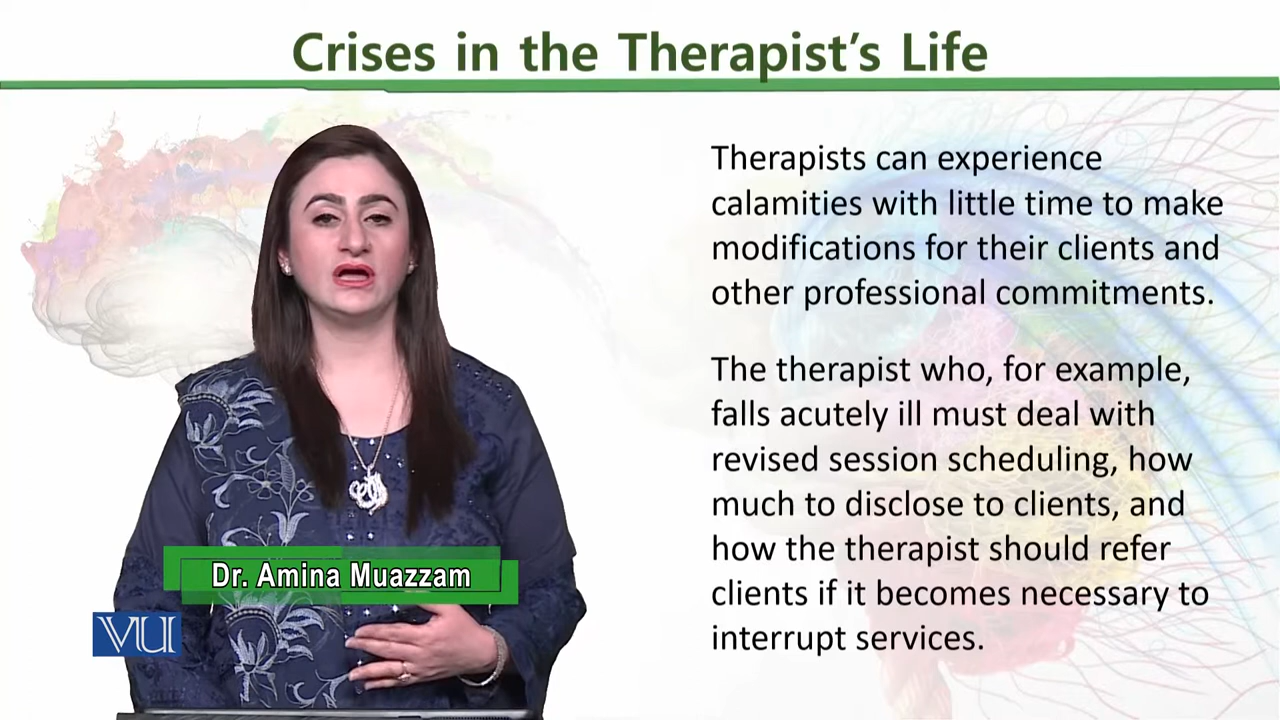 Crises in the Therapist’s Life
Therapists can experience
calamities with little time to make
modifications for their clients and
other professional commitments.
The therapist who, for example,
falls acutely ill must deal with
revised session scheduling, how
much to disclose to clients, and
how the therapist should refer
clients if it becomes necessary to
interrupt services.
Dr. Amina Muazzam
VU